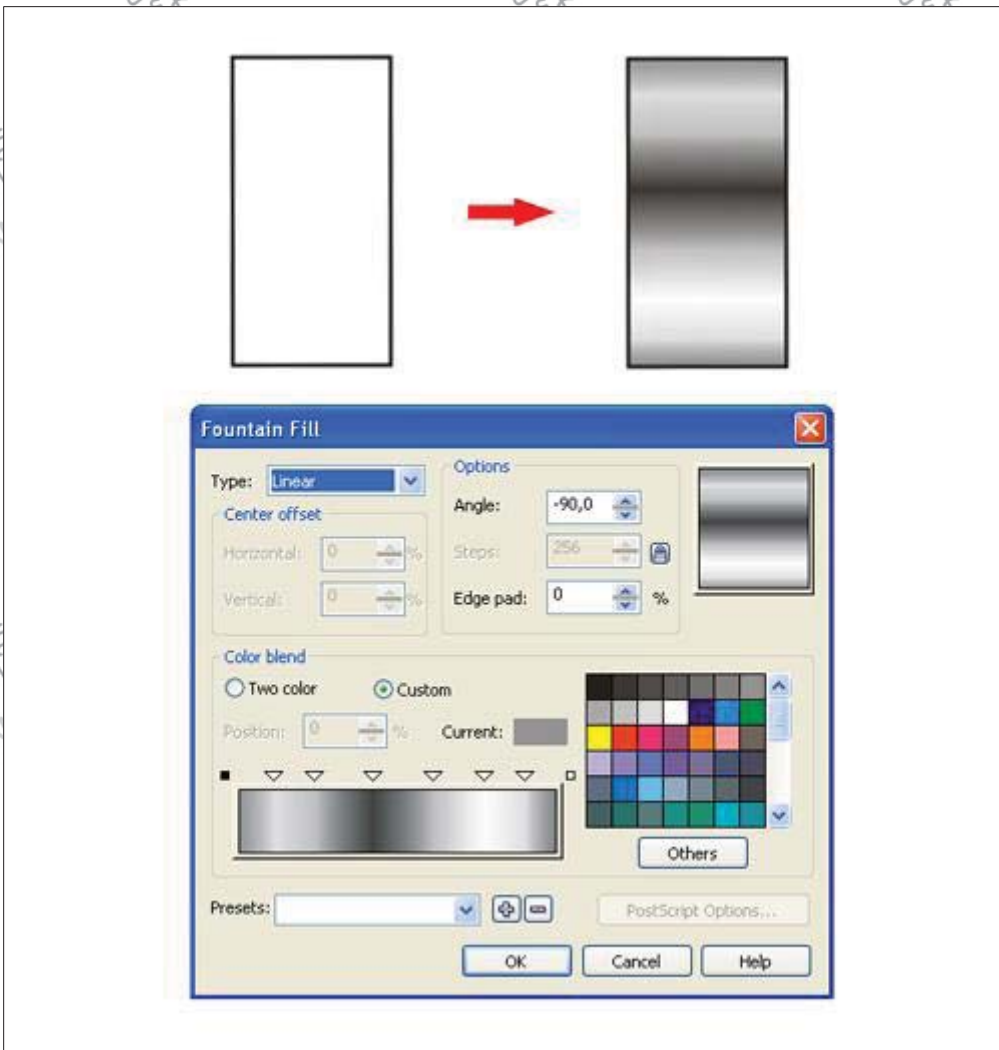 Fountain Fill
Type: Linear
Options
Angle: -90,0
Center offset
Horizontal: 0 %
Steps: 256
Vertical: 0 %
Edge pad: 0 %
Color blend
Two color Custom
Position: 0 % Current:
Others
Presets: PostScript Options...
OK Cancel Help